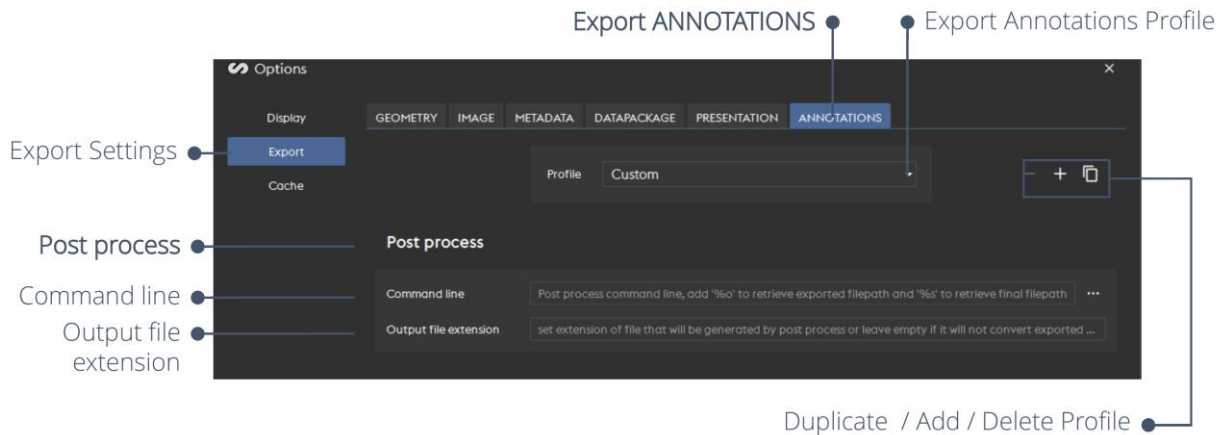 Export ANNOTATIONS
Export Annotations Profile
Options
Display
GEOMETRY IMAGE METADATA DATAPACKAGE PRESENTATION ANNOTATIONS
Export Settings
Export
Profile Custom
Cache
Post process
Post process
Command line
Command line Post process command line, add '%o' to retrieve exported filepath and '%s' to retrieve final filepath ...
Output file
extension
Output file extension set extension of file that will be generated by post process or leave empty if it will not convert exported ...
Duplicate / Add / Delete Profile